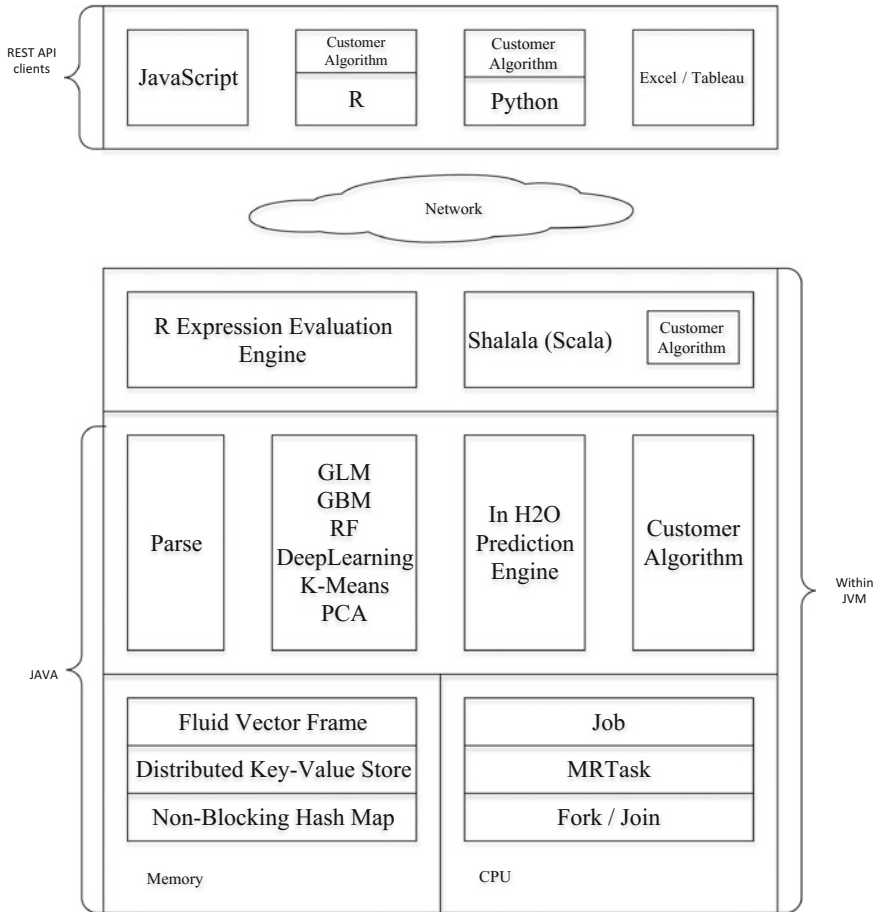 REST API
clients
JavaScript
Customer
Algorithm
R
Customer
Algorithm
Python
Excel / Tableau
Network
R Expression Evaluation
Engine
Shalala (Scala)
Customer
Algorithm
Parse
GLM
GBM
RF
DeepLearning
K-Means
PCA
In H2O
Prediction
Engine
Customer
Algorithm
Within
JVM
JAVA
Fluid Vector Frame
Distributed Key-Value Store
Non-Blocking Hash Map
Memory
Job
MRTask
Fork / Join
CPU